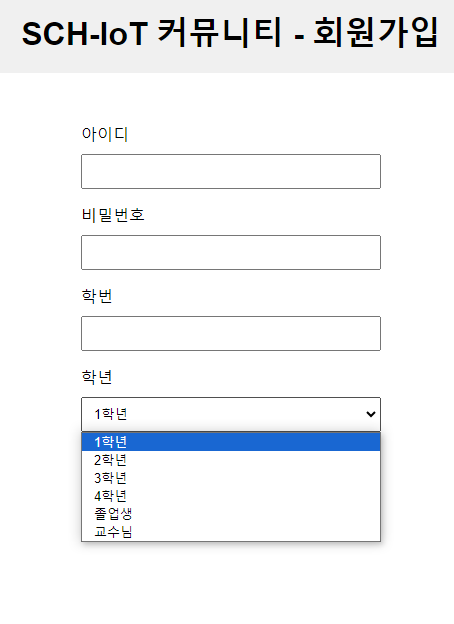 SCH-IoT 커뮤니티 - 회원가입
아이디
비밀번호
학번
학년
1학년
1학년
2학년
3학년
4학년
졸업생
교수님